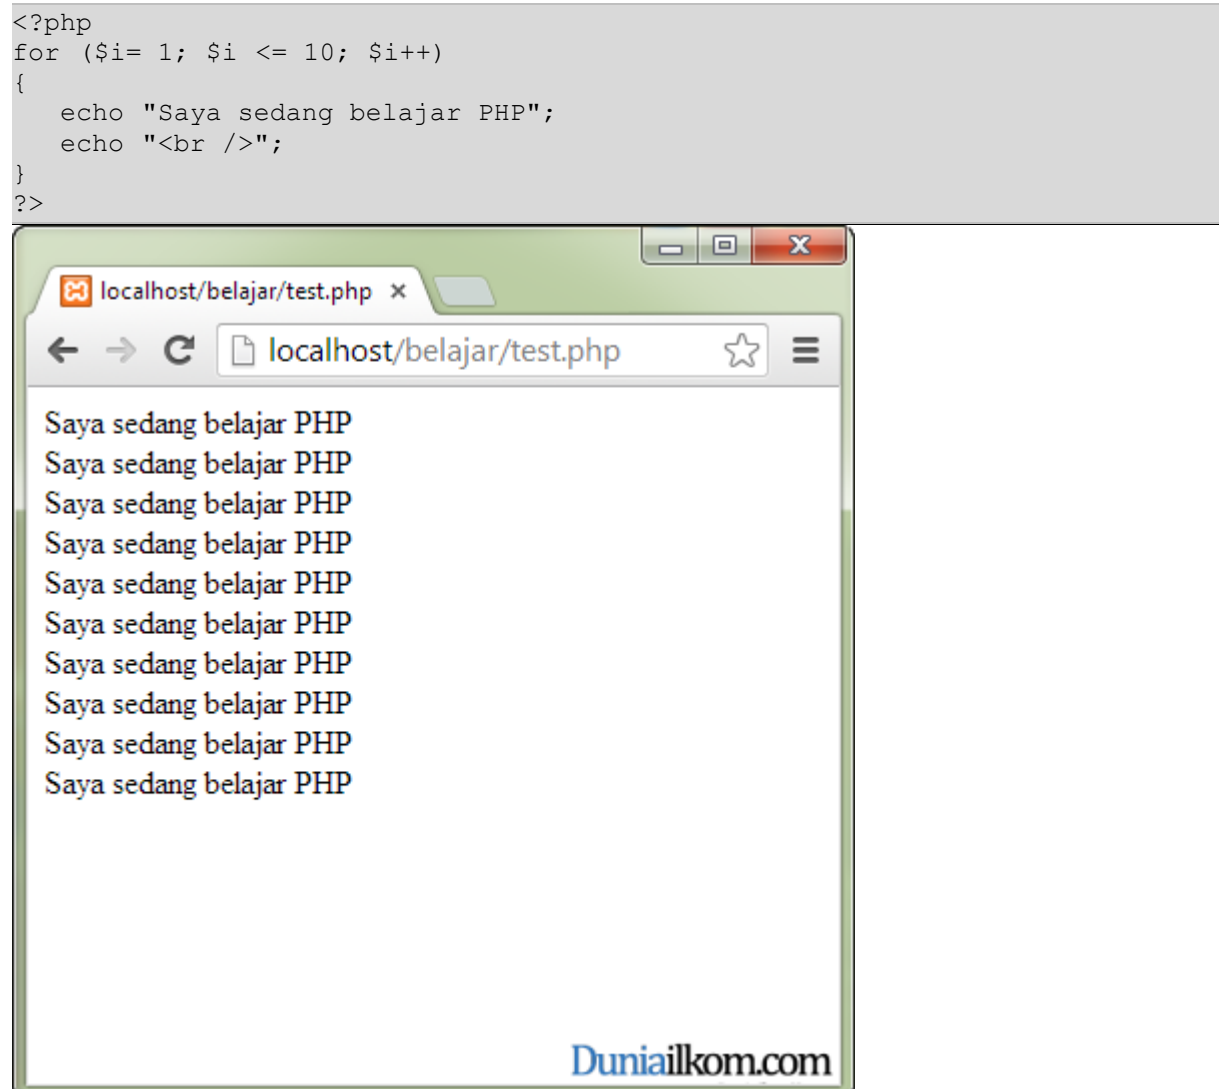 <?php
for ($i= 1; $i <= 10; $i++)
{
   echo "Saya sedang belajar PHP";
   echo "<br />";
}
?>
localhost/belajar/test.php
localhost/belajar/test.php
Saya sedang belajar PHP
Saya sedang belajar PHP
Saya sedang belajar PHP
Saya sedang belajar PHP
Saya sedang belajar PHP
Saya sedang belajar PHP
Saya sedang belajar PHP
Saya sedang belajar PHP
Saya sedang belajar PHP
Saya sedang belajar PHP
Duniailkom.com